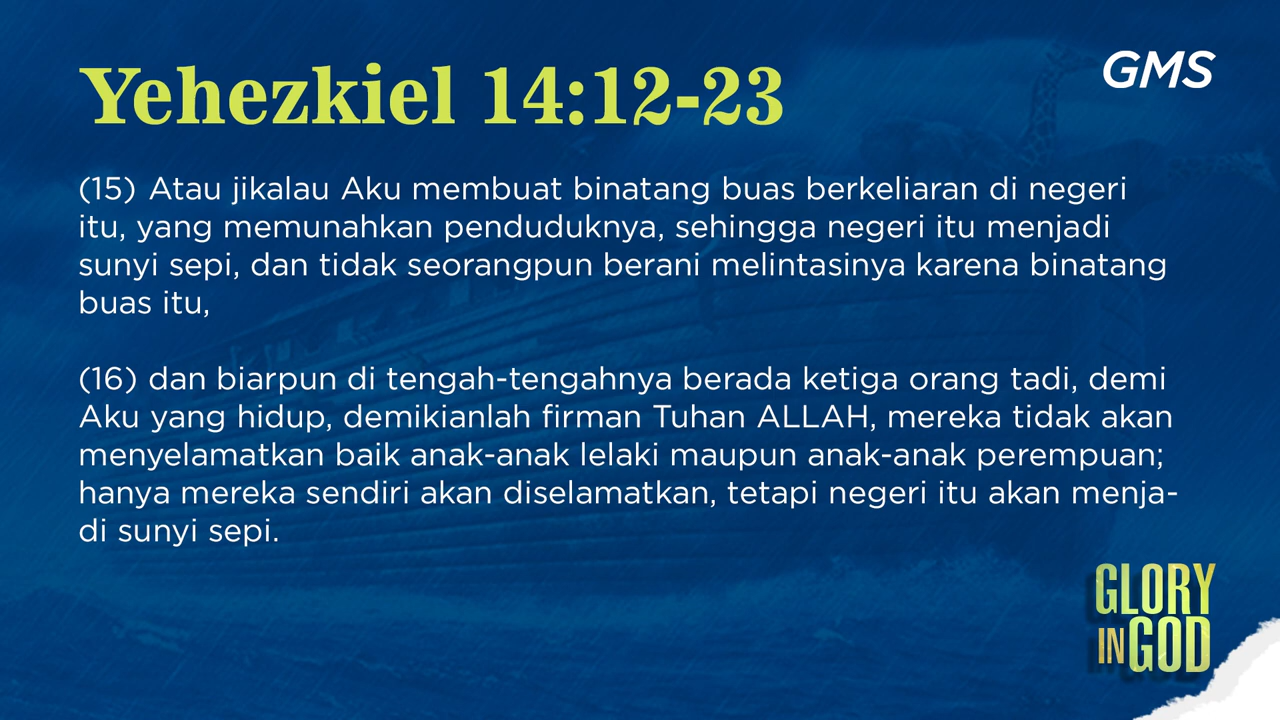 Yehezkiel 14:12-23
GMS
(15) Atau jikalau Aku membuat binatang buas berkeliaran di negeri
itu, yang memunahkan penduduknya, sehingga negeri itu menjadi
sunyi sepi, dan tidak seorangpun berani melintasinya karena binatang
buas itu,
(16) dan biarpun di tengah-tengahnya berada ketiga orang tadi, demi
Aku yang hidup, demikianlah firman Tuhan ALLAH, mereka tidak akan
menyelamatkan baik anak-anak lelaki maupun anak-anak perempuan;
hanya mereka sendiri akan diselamatkan, tetapi negeri itu akan menja-
di sunyi sepi.
GLORY
IN GOD